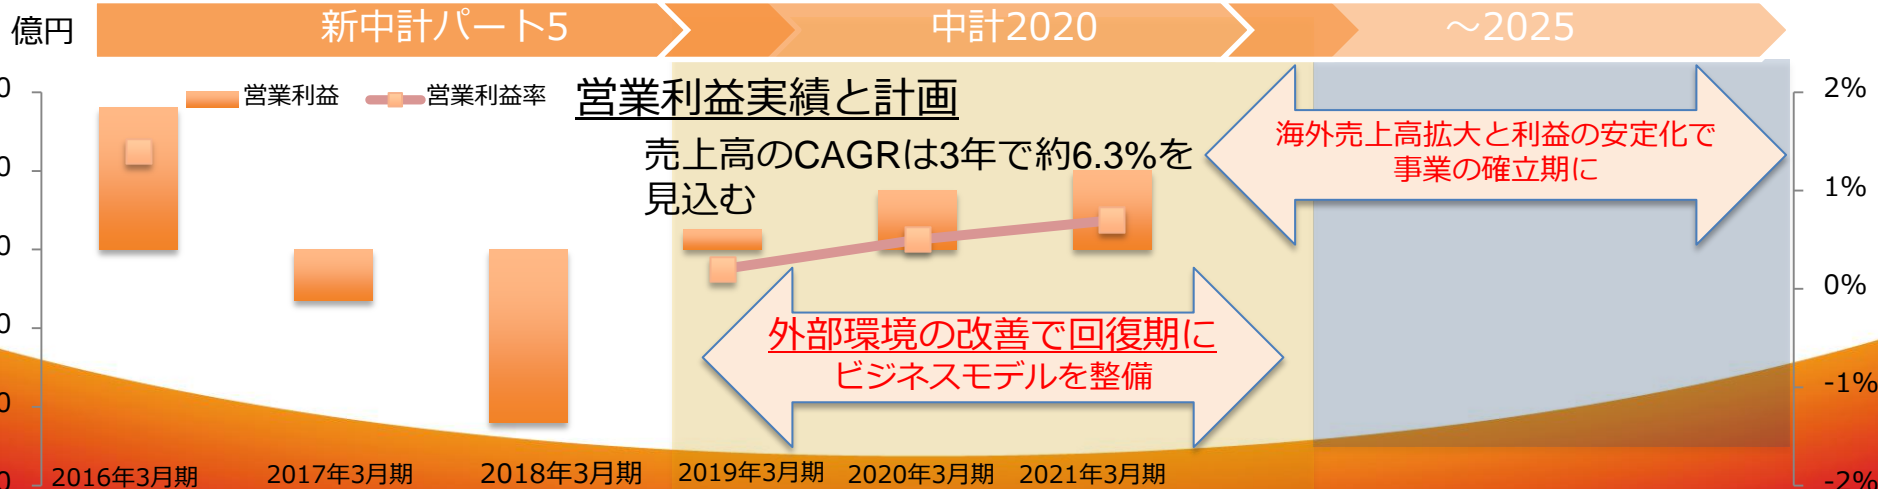 新中計パート5
中計2020
～2025
億円
営業利益
営業利益率
営業利益実績と計画
売上高のCAGRは3年で約6.3%を
見込む
海外売上高拡大と利益の安定化で
事業の確立期に
外部環境の改善で回復期に
ビジネスモデルを整備
0
0
0
0
0
0
2%
1%
0%
-1%
-2%
2016年3月期
2017年3月期
2018年3月期
2019年3月期
2020年3月期
2021年3月期